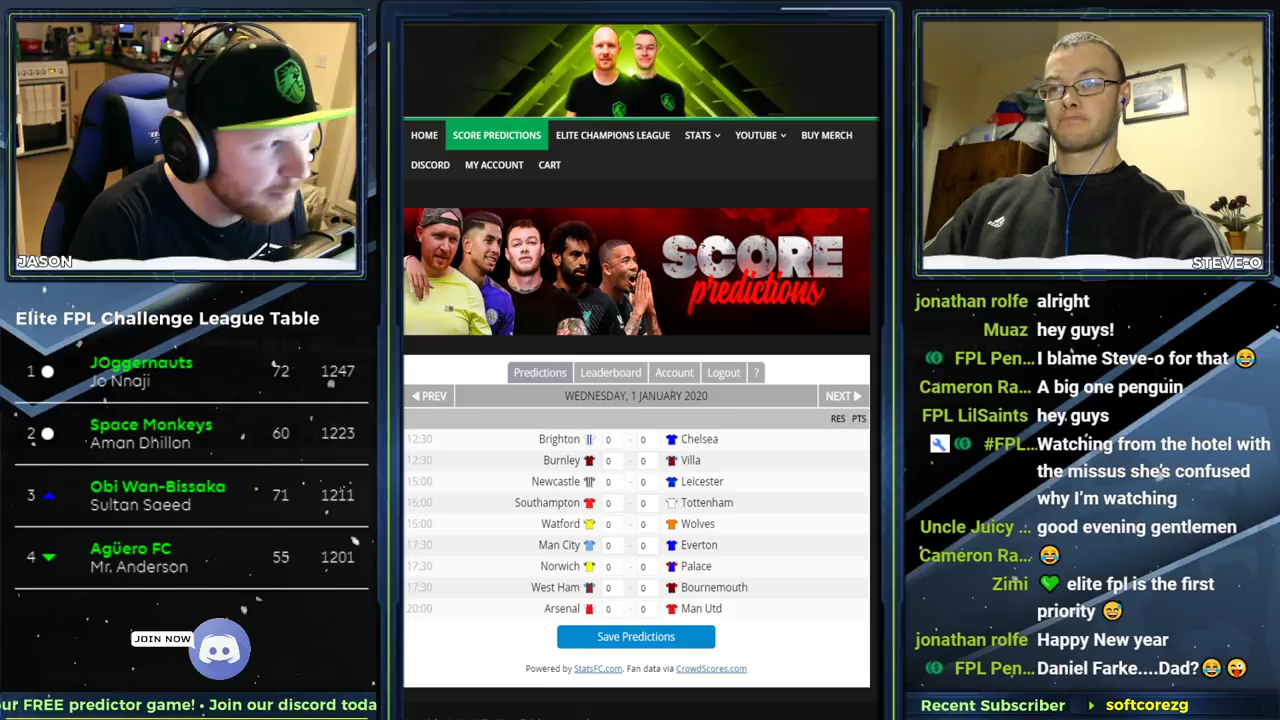 JASON
Elite FPL Challenge League Table
1 JOggernauts 72 1247
Jo Nnaji
2 Space Monkeys 60 1223
Aman Dhillon
3 Obi Wan-Bissaka 71 1211
Sultan Saeed
4 Agüero FC 55 1201
Mr. Anderson
JOIN NOW
our FREE predictor game! • Join our discord toda
HOME SCORE PREDICTIONS ELITE CHAMPIONS LEAGUE STATS YOUTUBE BUY MERCH
DISCORD MY ACCOUNT CART
SCORE
predictions
Predictions Leaderboard Account Logout ?
PREV WEDNESDAY, 1 JANUARY 2020 NEXT
RES PTS
12:30 Brighton 0 - 0 Chelsea
12:30 Burnley 0 - 0 Villa
15:00 Newcastle 0 - 0 Leicester
15:00 Southampton 0 - 0 Tottenham
15:00 Watford 0 - 0 Wolves
17:30 Man City 0 - 0 Everton
17:30 Norwich 0 - 0 Palace
17:30 West Ham 0 - 0 Bournemouth
20:00 Arsenal 0 - 0 Man Utd
Save Predictions
Powered by StatsFC.com. Fan data via CrowdScores.com
STEVE-O
jonathan rolfe alright
Muaz hey guys!
FPL Pen... I blame Steve-o for that 😂
Cameron Ra... A big one penguin
FPL LilSaints hey guys
#FPL... Watching from the hotel with
the missus she's confused
why I'm watching
Uncle Juicy ... good evening gentlemen
Cameron Ra... 😂
Zimi 💚 elite fpl is the first
priority 😅
jonathan rolfe Happy New year
FPL Pen... Daniel Farke....Dad? 😂 😜
Recent Subscriber softcorezg